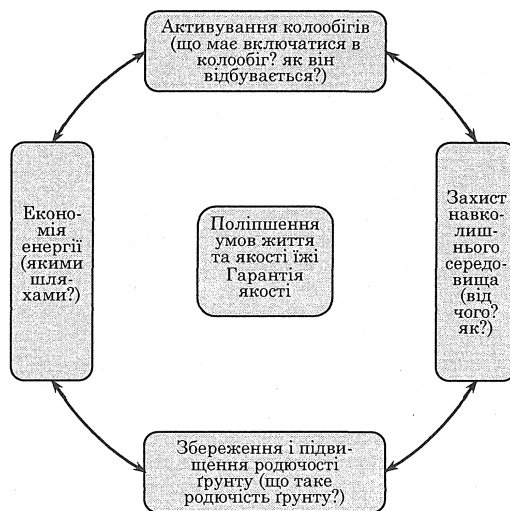 Активування колообігів
(що має включатися в
колообіг? як він
відбувається?)
Еконо-
мія
енергії
(якими
шля-
хами?)
Поліпшення
умов життя
та якості їжі
Гарантія
якості
Захист
навко-
лиш-
нього
середо-
вища
(від
чого?
як?)
Збереження і підви-
щення родючості
ґрунту (що таке
родючість ґрунту?)